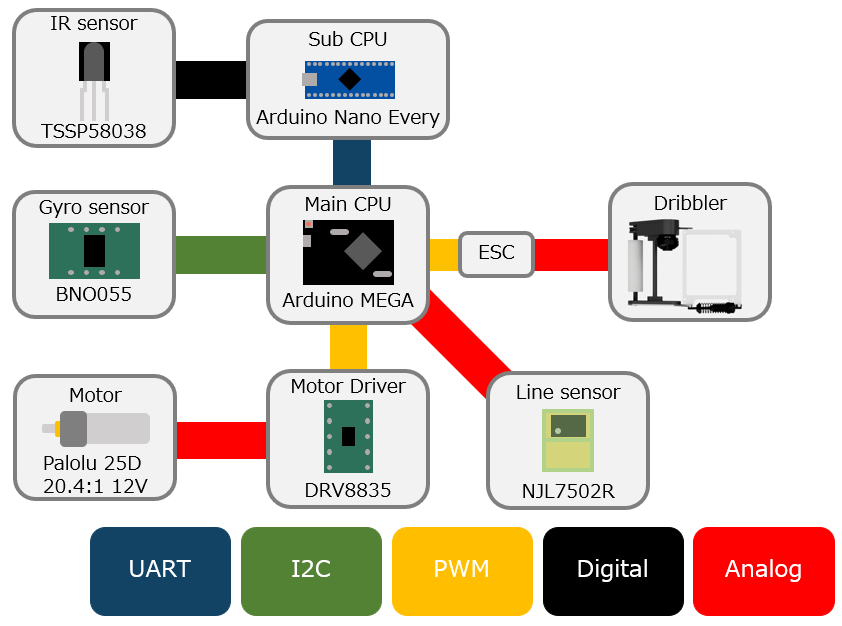 IR sensor
TSSP58038
Sub CPU
Arduino Nano Every
Gyro sensor
BNO055
Main CPU
Arduino MEGA
ESC
Dribbler
Motor
Palolu 25D
20.4:1 12V
Motor Driver
DRV8835
Line sensor
NJL7502R
UART
I2C
PWM
Digital
Analog